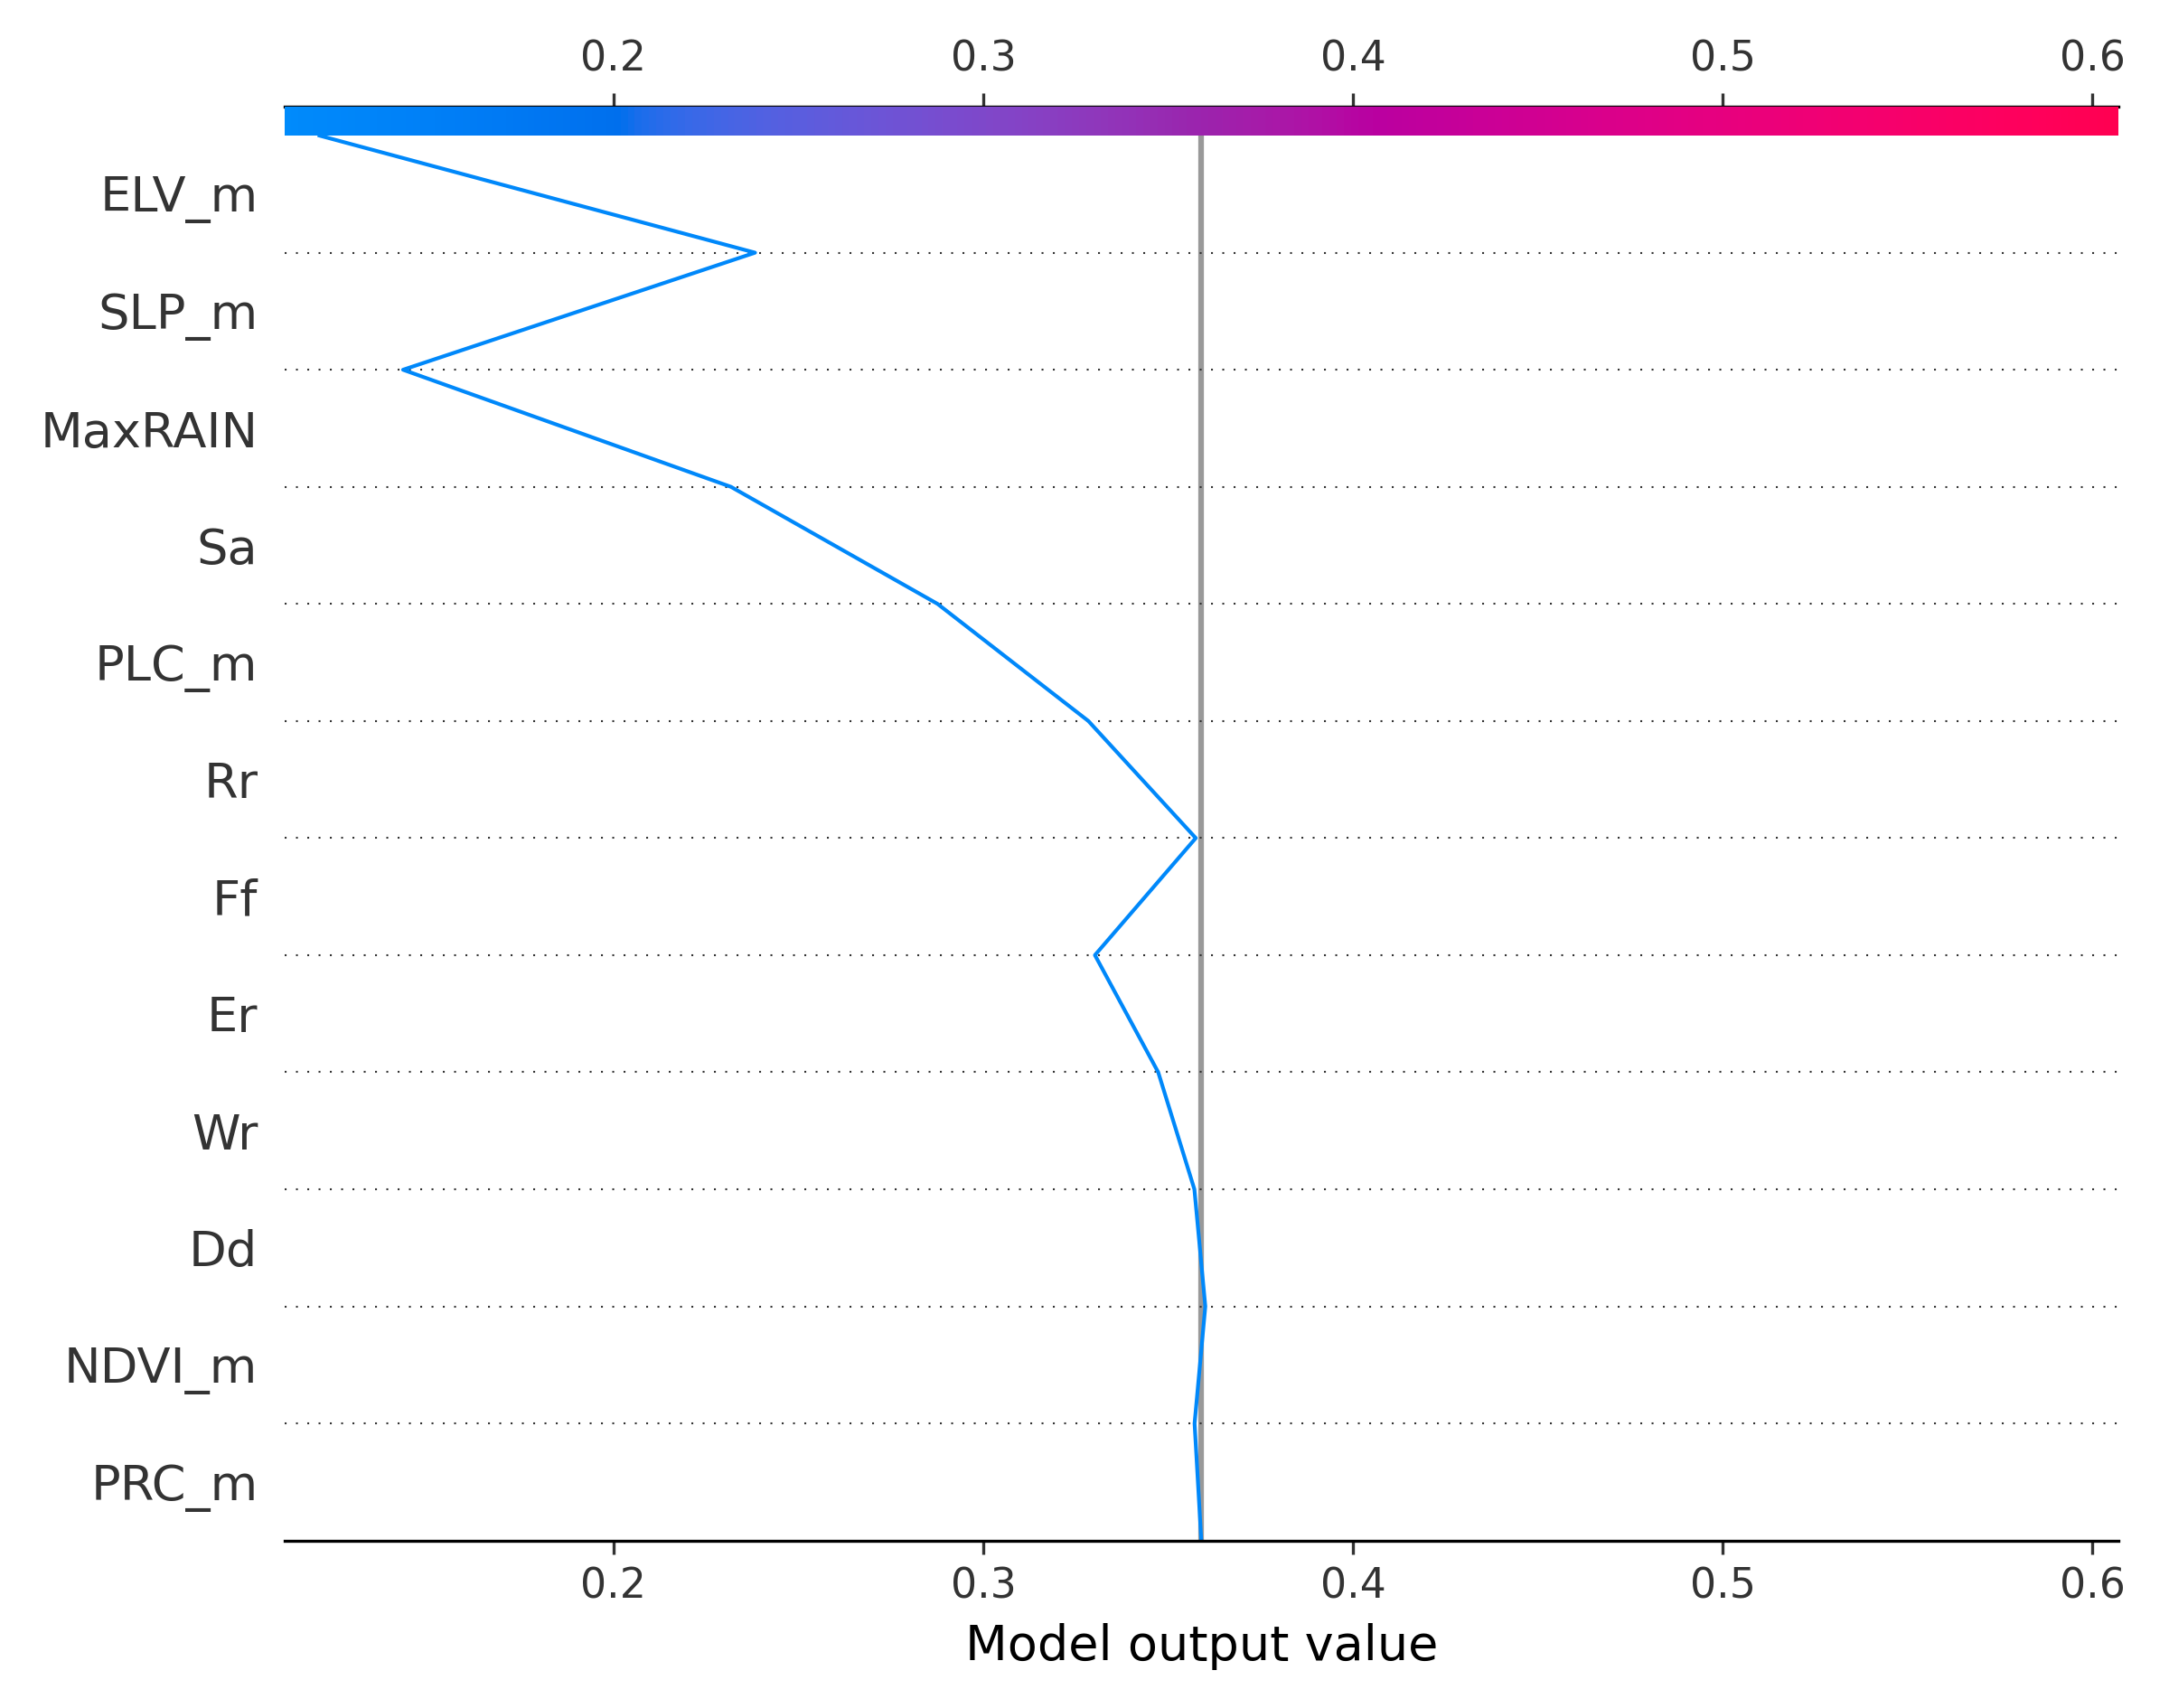 0.2 0.3 0.4 0.5 0.6
ELV_m
SLP_m
MaxRAIN
Sa
PLC_m
Rr
Ff
Er
Wr
Dd
NDVI_m
PRC_m
0.2 0.3 0.4 0.5 0.6
Model output value